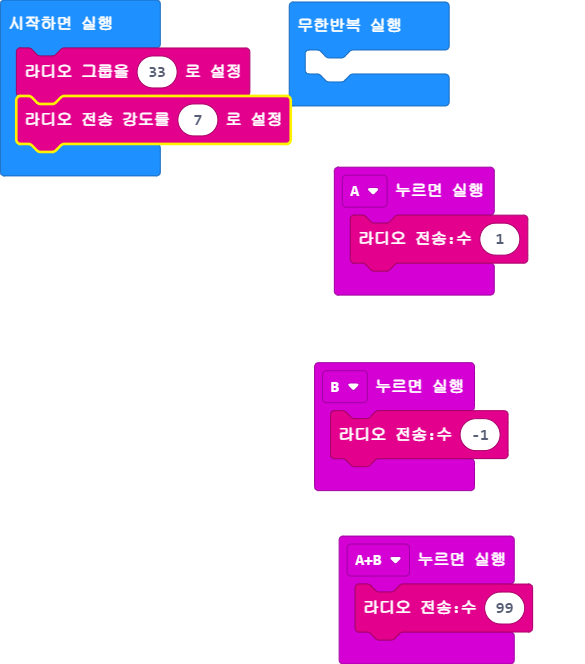 시작하면 실행
라디오 그룹을 33 로 설정
라디오 전송 강도를 7 로 설정
무한반복 실행
A 누르면 실행
라디오 전송:수 1
B 누르면 실행
라디오 전송:수 -1
A+B 누르면 실행
라디오 전송:수 99